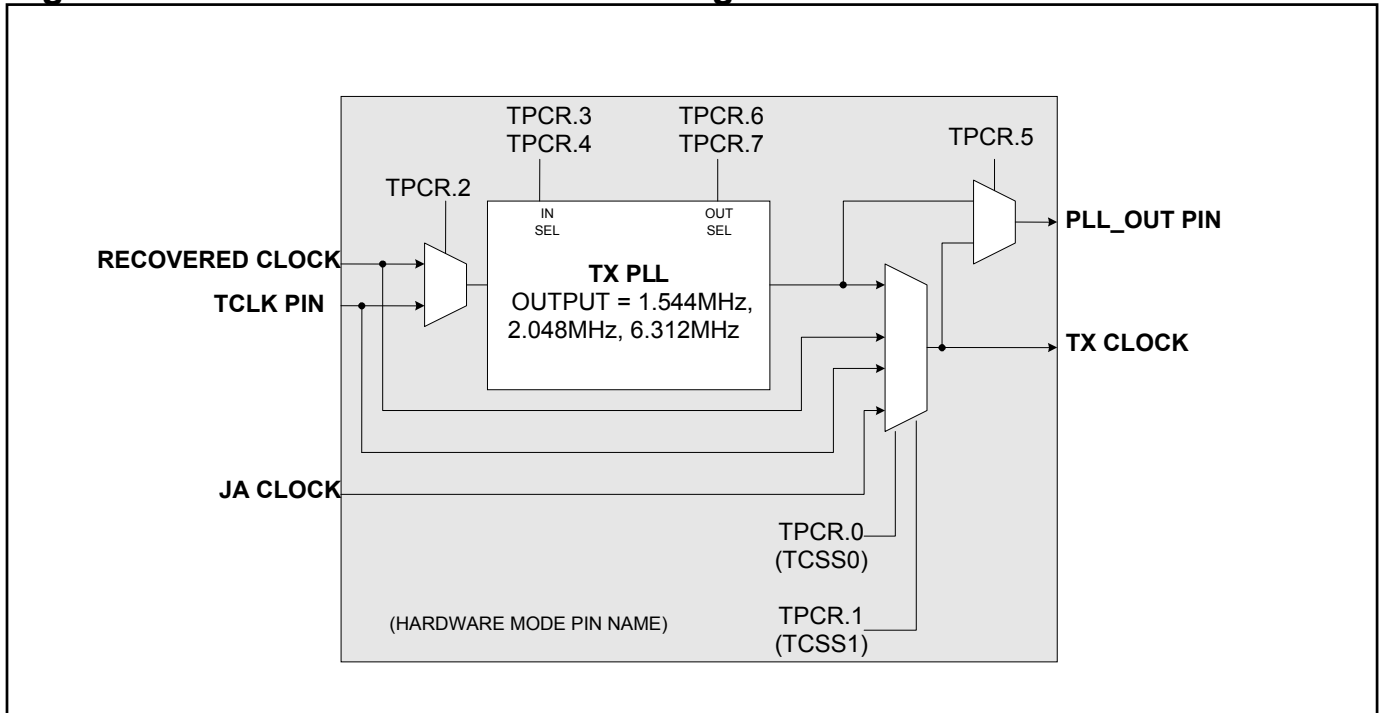 TPCR.3
TPCR.4
TPCR.6
TPCR.7
TPCR.5
TPCR.2
IN
SEL
OUT
SEL
TX PLL
OUTPUT = 1.544MHz,
2.048MHz, 6.312MHz
RECOVERED CLOCK
TCLK PIN
JA CLOCK
PLL_OUT PIN
TX CLOCK
TPCR.0
(TCSS0)
TPCR.1
(TCSS1)
(HARDWARE MODE PIN NAME)